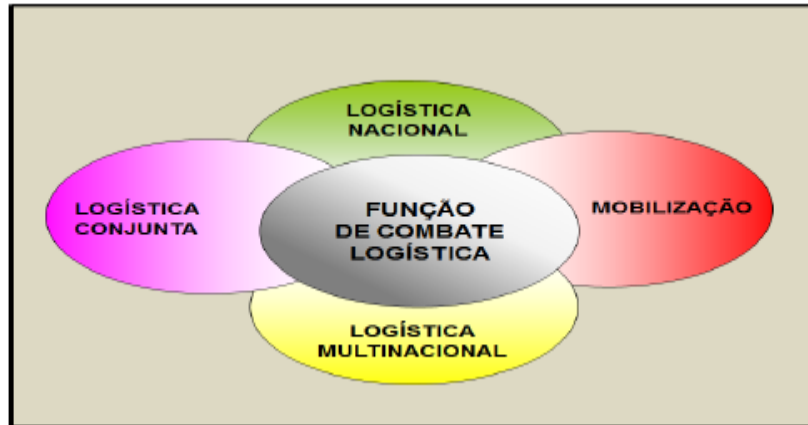 LOGÍSTICA
NACIONAL
LOGÍSTICA
CONJUNTA
FUNÇÃO
DE COMBATE
LOGÍSTICA
MOBILIZAÇÃO
LOGÍSTICA
MULTINACIONAL